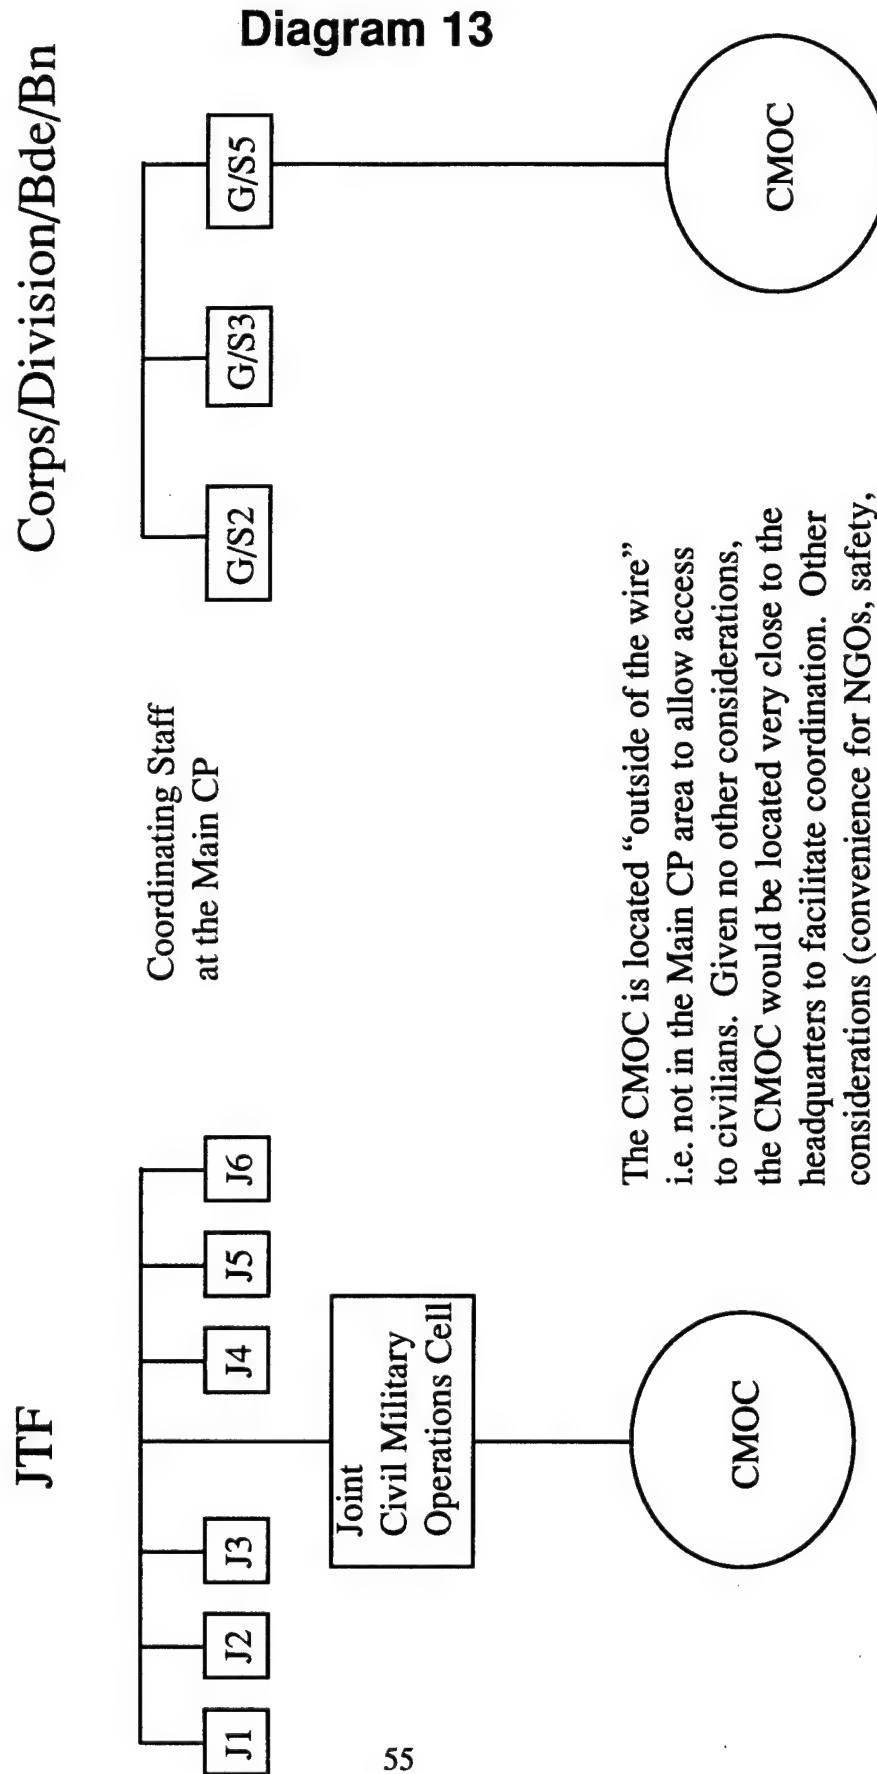 Diagram 13
JTF
Corps/Division/Bde/Bn
J1
J2
J3
J4
J5
J6
Coordinating Staff
at the Main CP
G/S2
G/S3
G/S5
Joint
Civil Military
Operations Cell
CMOC
CMOC
The CMOC is located “outside of the wire”
i.e. not in the Main CP area to allow access
to civilians. Given no other considerations,
the CMOC would be located very close to the
headquarters to facilitate coordination. Other
considerations (convenience for NGOs, safety,
55